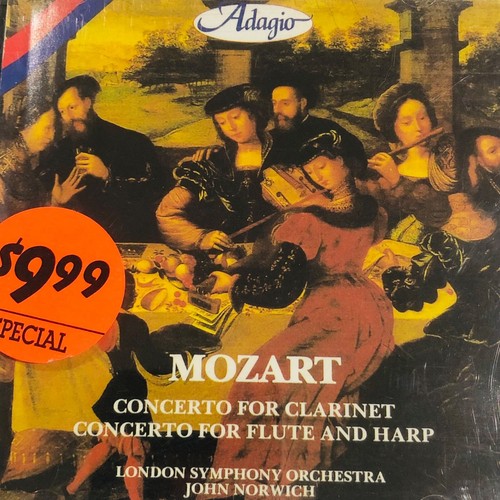 Adagio
$9.99
SPECIAL
MOZART
CONCERTO FOR CLARINET
CONCERTO FOR FLUTE AND HARP
LONDON SYMPHONY ORCHESTRA
JOHN NORWICH